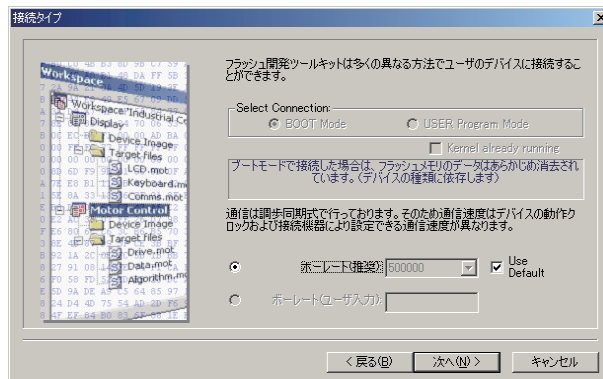 接続タイプ
Workspace
Workspace "Industrial Co
Display
Device Image
Target files
LCD.mot
Keyboard.mo
Comms.mot
Motor Control
Device Image
Target files
Drive.mot
Data.mot
Algorithm.mo
フラッシュ開発ツールキットは多くの異なる方法でユーザのデバイスに接続するこ
とができます。
Select Connection:
BOOT Mode
USER Program Mode
Kernel already running
ブートモードで接続した場合は、フラッシュメモリのデータはあらかじめ消去され
ています。(デバイスの種類に依存します)
通信は調歩同期式で行っております。そのため通信速度はデバイスの動作ク
ロックおよび接続機器により設定できる通信速度が異なります。
ボーレート(推奨):
500000
Use
Default
ボーレート(ユーザ入力):
< 戻る(B)
次へ(N) >
キャンセル